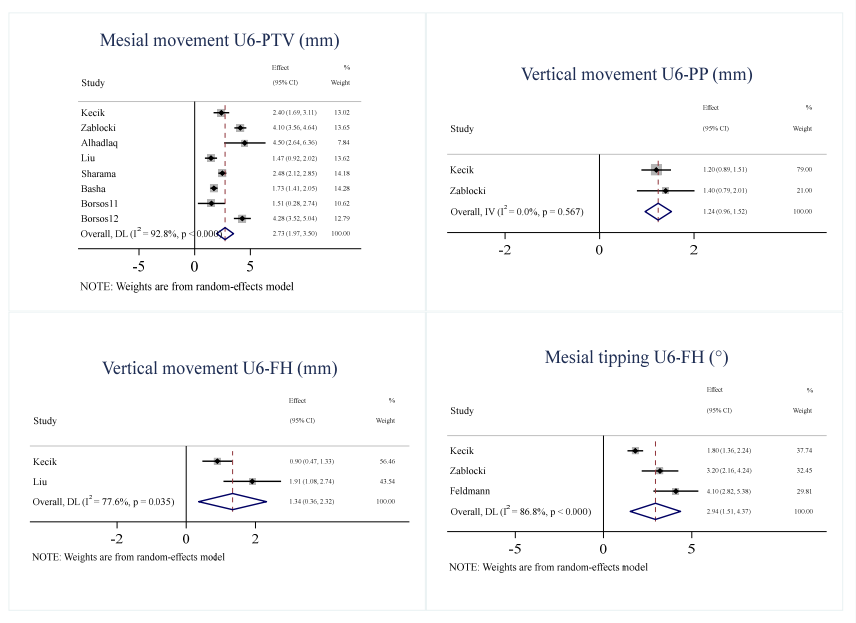 Mesial movement U6-PTV (mm)
Effect %
Study (95% CI) Weight
Kecik 2.40 (1.69, 3.11) 13.02
Zablocki 4.10 (3.56, 4.64) 13.65
Alhadlaq 4.50 (2.64, 6.36) 7.84
Liu 1.47 (0.92, 2.02) 13.62
Sharama 2.48 (2.12, 2.85) 14.18
Basha 1.73 (1.41, 2.05) 14.28
Borsos11 1.51 (0.28, 2.74) 10.62
Borsos12 4.28 (3.52, 5.04) 12.79
Overall, DL (I² = 92.8%, p < 0.000) 2.73 (1.97, 3.50) 100.00
-5 0 5
NOTE: Weights are from random-effects model
Vertical movement U6-PP (mm)
Effect %
Study (95% CI) Weight
Kecik 1.20 (0.89, 1.51) 79.00
Zablocki 1.40 (0.79, 2.01) 21.00
Overall, IV (I² = 0.0%, p = 0.567) 1.24 (0.96, 1.52) 100.00
-2 0 2
Vertical movement U6-FH (mm)
Effect %
Study (95% CI) Weight
Kecik 0.90 (0.47, 1.33) 56.46
Liu 1.91 (1.08, 2.74) 43.54
Overall, DL (I² = 77.6%, p = 0.035) 1.34 (0.36, 2.32) 100.00
-2 0 2
NOTE: Weights are from random-effects model
Mesial tipping U6-FH (°)
Effect %
Study (95% CI) Weight
Kecik 1.80 (1.36, 2.24) 37.74
Zablocki 3.20 (2.16, 4.24) 32.45
Feldmann 4.10 (2.82, 5.38) 29.81
Overall, DL (I² = 86.8%, p < 0.000) 2.94 (1.51, 4.37) 100.00
-5 0 5
NOTE: Weights are from random-effects model